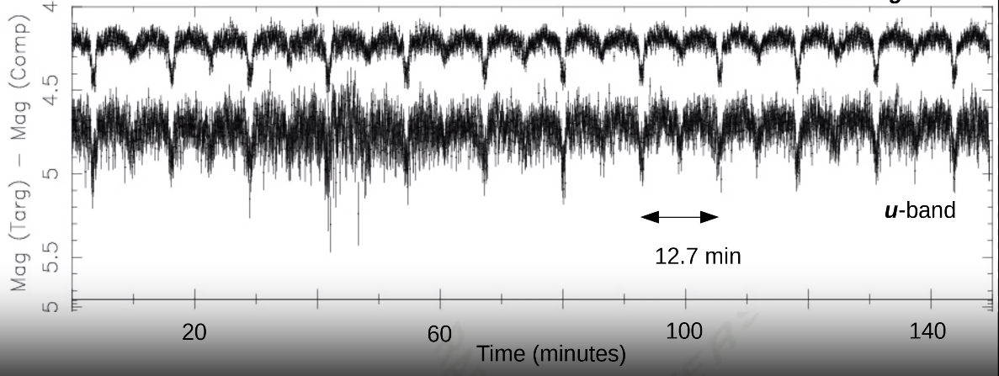 4
Mag (Targ) − Mag (Comp)
4.5
5
5.5
5
u-band
12.7 min
20
60
100
140
Time (minutes)